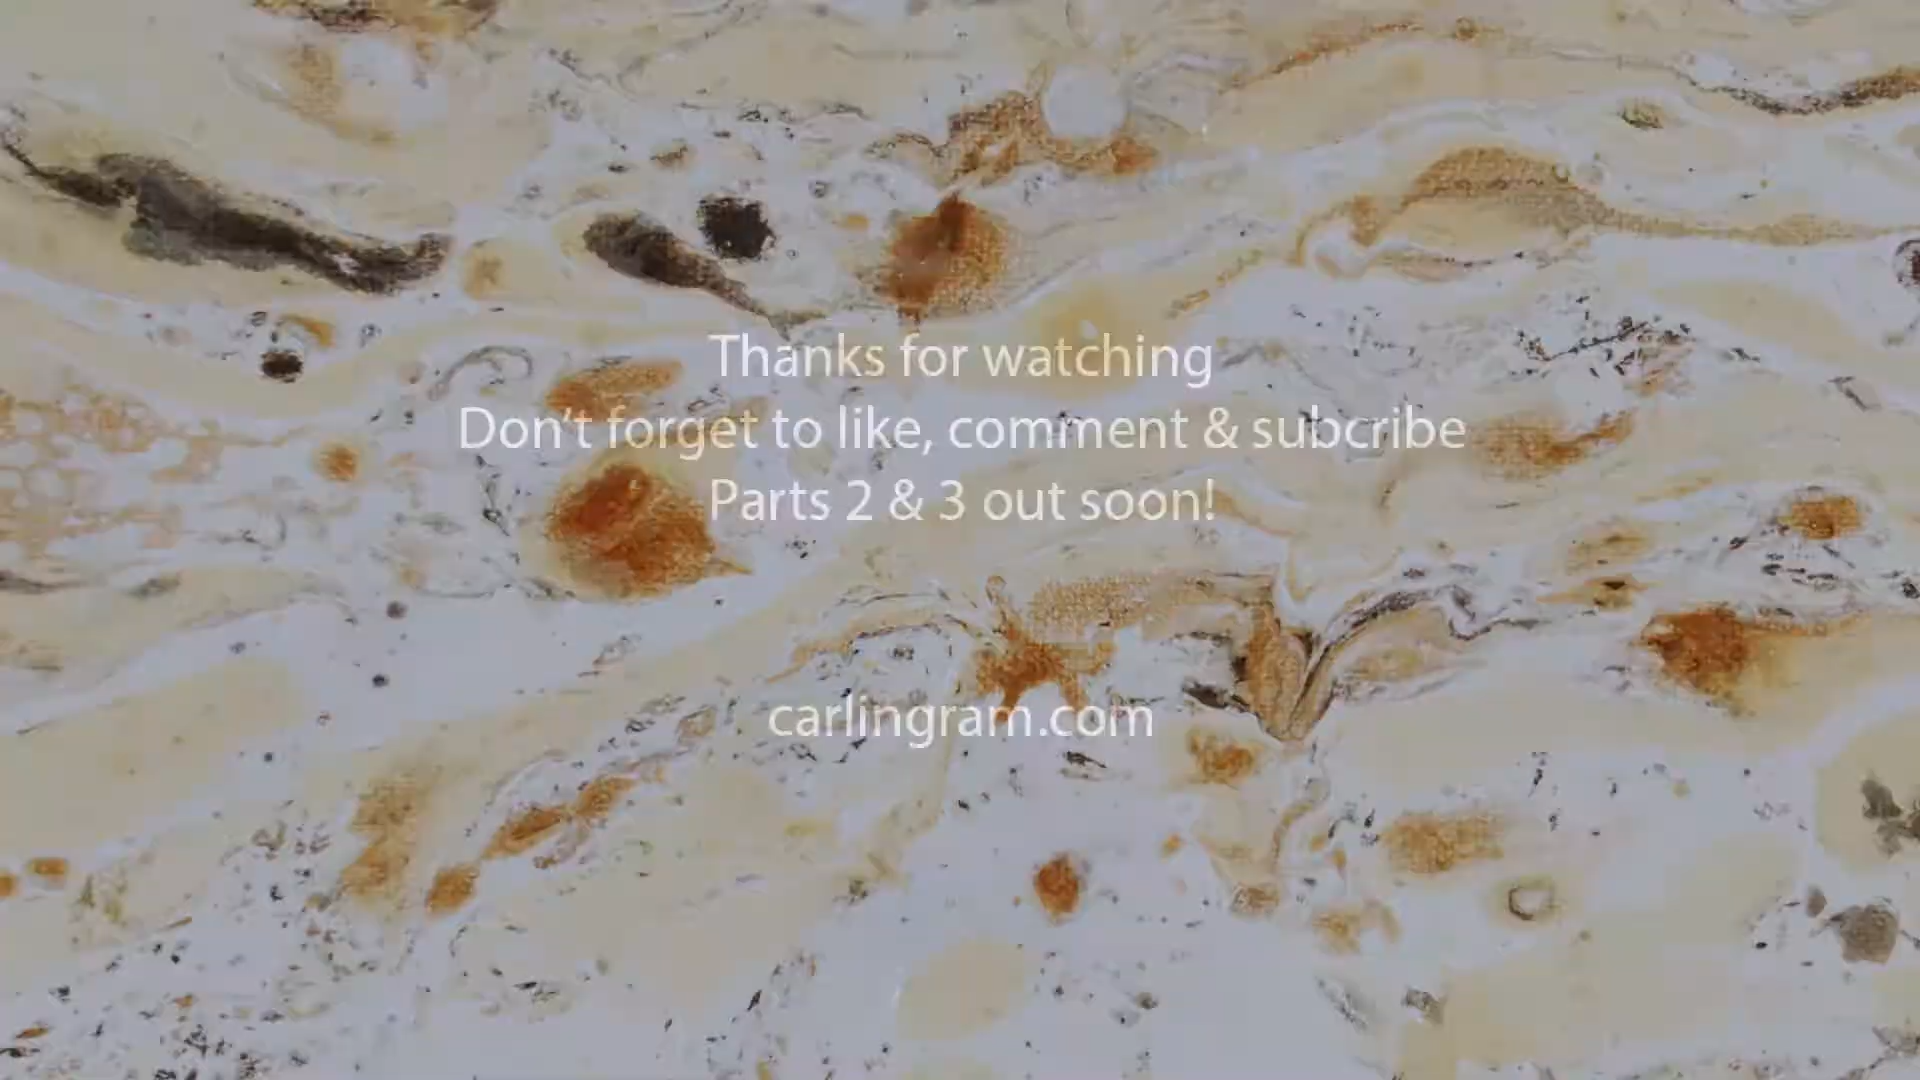 Thanks for watching
Don't forget to like, comment & subcribe
Parts 2 & 3 out soon!
carlingram.com